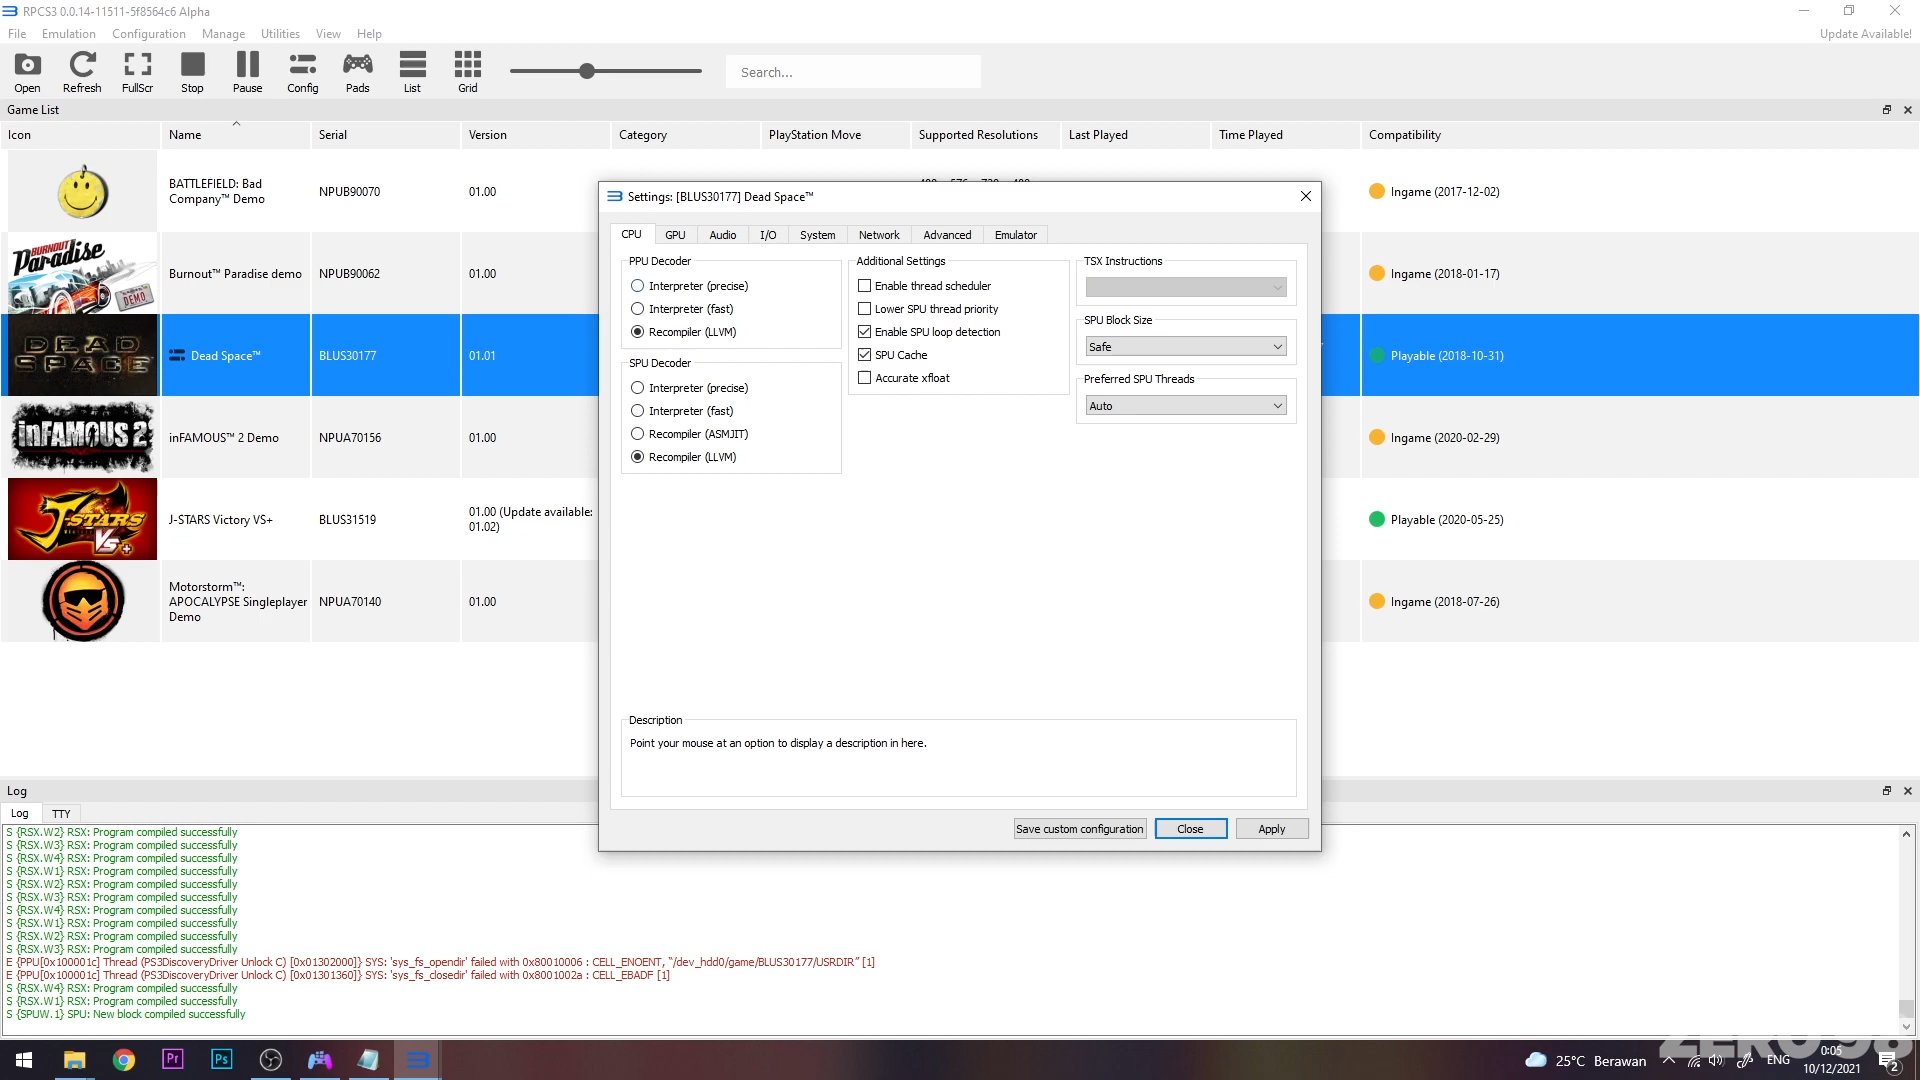 RPCS3 0.0.14-11511-5f8564c6 Alpha
File Emulation Configuration Manage Utilities View Help Update Available!
Open Refresh FullScr Stop Pause Config Pads List Grid Search...
Game List
Icon Name Serial Version Category PlayStation Move Supported Resolutions Last Played Time Played Compatibility
BATTLEFIELD: Bad
Company™ Demo
NPUB90070 01.00 Ingame (2017-12-02)
BURNOUT
Paradise
DEMO
Burnout™ Paradise demo NPUB90062 01.00 Ingame (2018-01-17)
DEAD
SPACE
Dead Space™ BLUS30177 01.01 Playable (2018-10-31)
inFAMOUS 2
inFAMOUS™ 2 Demo NPUA70156 01.00 Ingame (2020-02-29)
J-STARS
VS+
J-STARS Victory VS+ BLUS31519 01.00 (Update available:
01.02)
Playable (2020-05-25)
Motorstorm™:
APOCALYPSE Singleplayer
Demo
NPUA70140 01.00 Ingame (2018-07-26)
Settings: [BLUS30177] Dead Space™
CPU GPU Audio I/O System Network Advanced Emulator
PPU Decoder
Interpreter (precise)
Interpreter (fast)
Recompiler (LLVM)
SPU Decoder
Interpreter (precise)
Interpreter (fast)
Recompiler (ASMJIT)
Recompiler (LLVM)
Additional Settings
Enable thread scheduler
Lower SPU thread priority
Enable SPU loop detection
SPU Cache
Accurate xfloat
TSX Instructions
SPU Block Size
Safe
Preferred SPU Threads
Auto
Description
Point your mouse at an option to display a description in here.
Save custom configuration Close Apply
Log
Log TTY
S {RSX.W2} RSX: Program compiled successfully
S {RSX.W3} RSX: Program compiled successfully
S {RSX.W4} RSX: Program compiled successfully
S {RSX.W1} RSX: Program compiled successfully
S {RSX.W2} RSX: Program compiled successfully
S {RSX.W3} RSX: Program compiled successfully
S {RSX.W4} RSX: Program compiled successfully
S {RSX.W1} RSX: Program compiled successfully
S {RSX.W2} RSX: Program compiled successfully
S {RSX.W3} RSX: Program compiled successfully
E {PPU[0x100001c] Thread (PS3DiscoveryDriver Unlock C) [0x01302000]} SYS: 'sys_fs_opendir' failed with 0x80010006 : CELL_ENOENT, “/dev_hdd0/game/BLUS30177/USRDIR” [1]
E {PPU[0x100001c] Thread (PS3DiscoveryDriver Unlock C) [0x01301360]} SYS: 'sys_fs_closedir' failed with 0x8001002a : CELL_EBADF [1]
S {RSX.W4} RSX: Program compiled successfully
S {RSX.W1} RSX: Program compiled successfully
S {SPUW.1} SPU: New block compiled successfully
ZERO98
Pr Ps 25°C Berawan ENG 0:05
10/12/2021 2